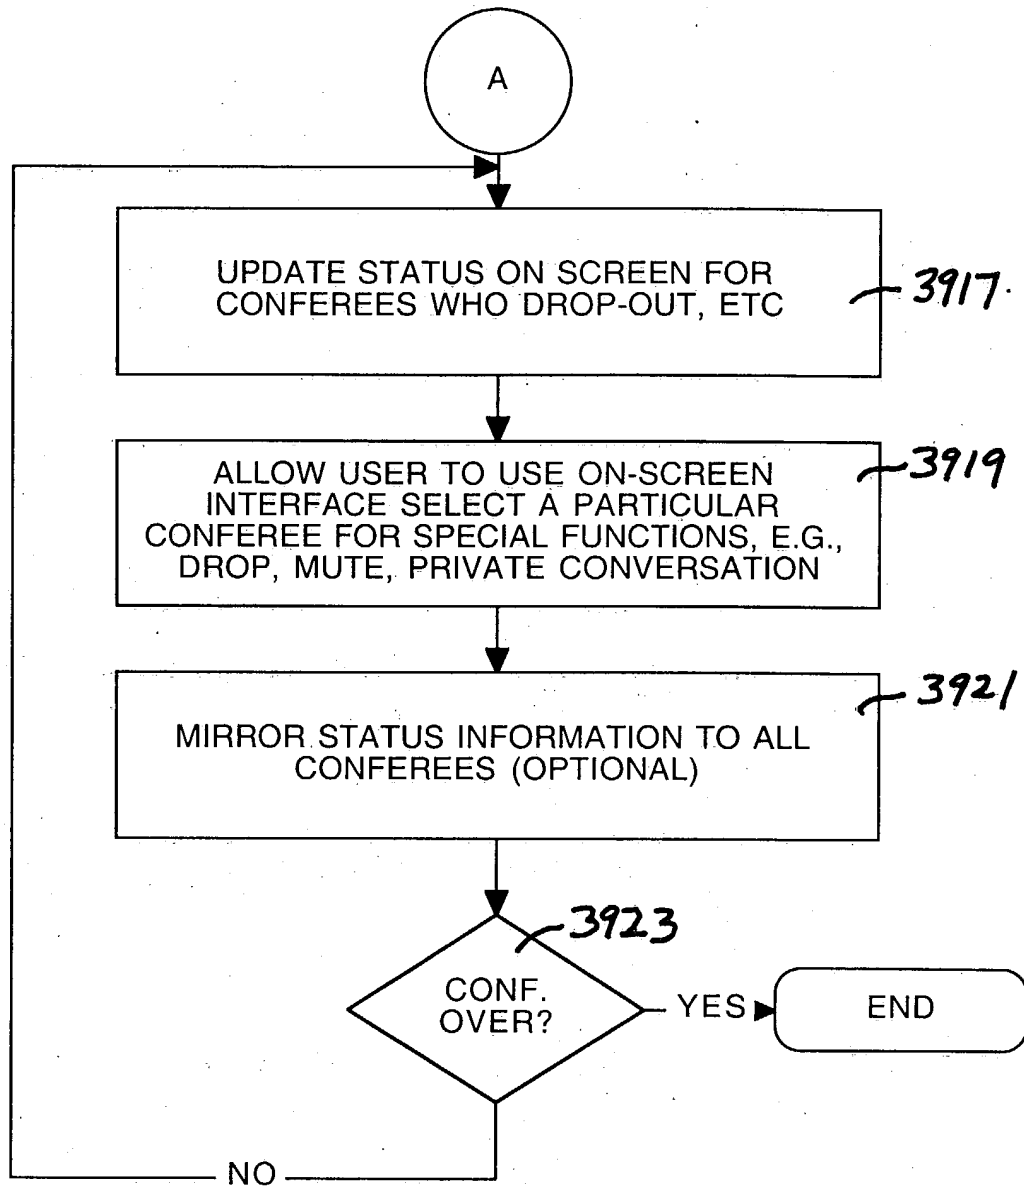 A
UPDATE STATUS ON SCREEN FOR
CONFEREES WHO DROP-OUT, ETC
3917
ALLOW USER TO USE ON-SCREEN
INTERFACE SELECT A PARTICULAR
CONFEREE FOR SPECIAL FUNCTIONS, E.G.,
DROP, MUTE, PRIVATE CONVERSATION
3919
MIRROR STATUS INFORMATION TO ALL
CONFEREES (OPTIONAL)
3921
3923
CONF.
OVER?
YES
END
NO